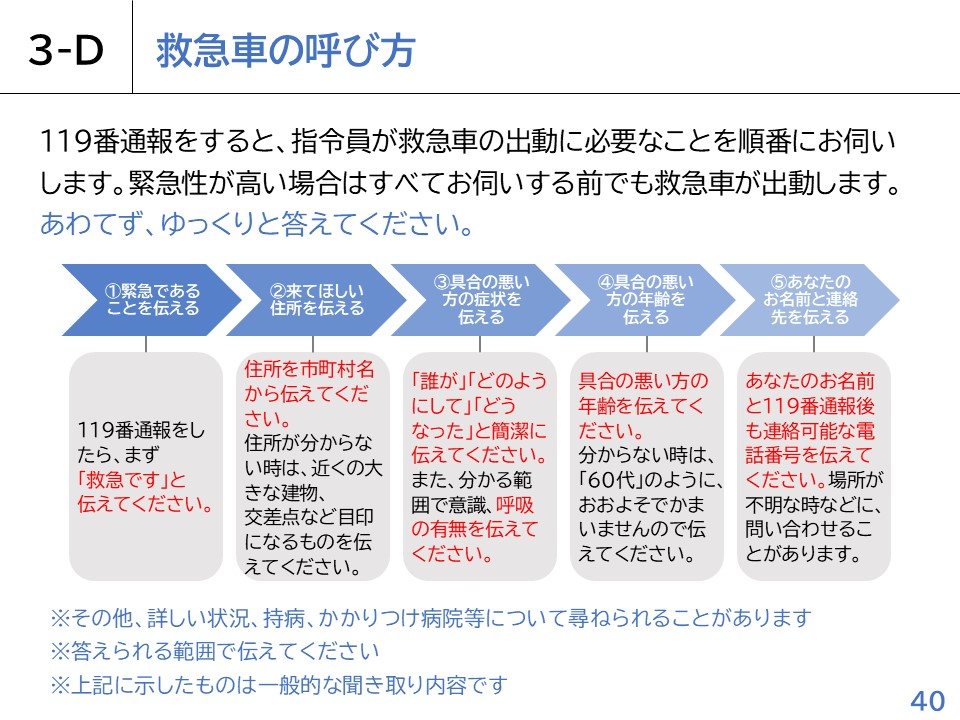 3-D
救急車の呼び方
119番通報をすると、指令員が救急車の出動に必要なことを順番にお伺い
します。緊急性が高い場合はすべてお伺いする前でも救急車が出動します。
あわてず、ゆっくりと答えてください。
①緊急である
ことを伝える
②来てほしい
住所を伝える
③具合の悪い
方の症状を
伝える
④具合の悪い
方の年齢を
伝える
⑤あなたの
お名前と連絡
先を伝える
119番通報をし
たら、まず
「救急です」と
伝えてください。
住所を市町村名
から伝えてくだ
さい。
住所が分からな
い時は、近くの大
きな建物、
交差点など目印
になるものを伝
えてください。
「誰が」「どのよう
にして」「どう
なった」と簡潔に
伝えてください。
また、分かる範
囲で意識、呼吸
の有無を伝えて
ください。
具合の悪い方の
年齢を伝えてく
ださい。
分からない時は、
「60代」のように、
おおよそでかま
いませんので伝
えてください。
あなたのお名前
と119番通報後
も連絡可能な電
話番号を伝えて
ください。場所が
不明な時などに、
問い合わせるこ
とがあります。
※その他、詳しい状況、持病、かかりつけ病院等について尋ねられることがあります
※答えられる範囲で伝えてください
※上記に示したものは一般的な聞き取り内容です
40